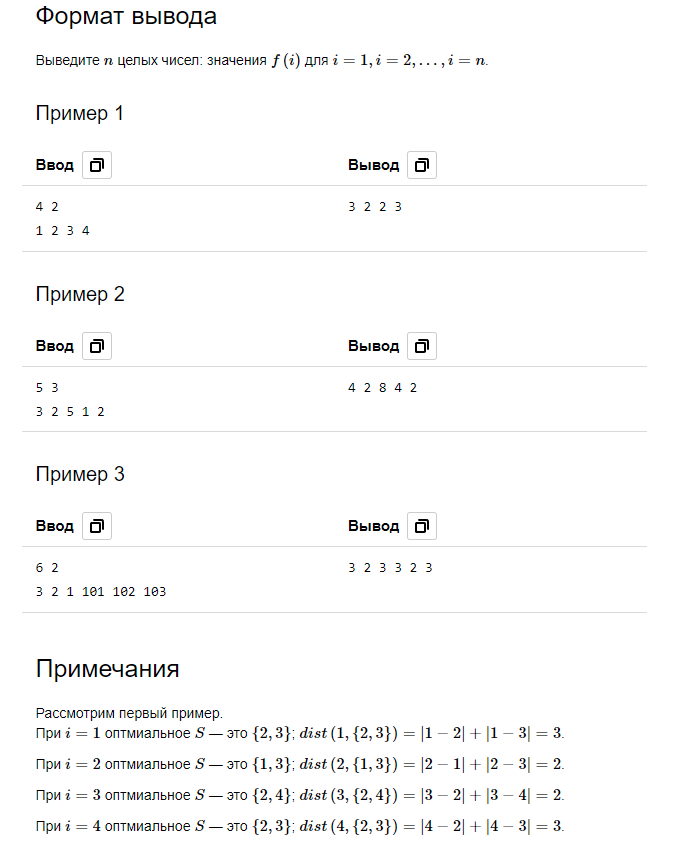 Формат вывода
Выведите n целых чисел: значения f (i) для i = 1, i = 2, . . . , i = n.
Пример 1
Ввод Вывод
4 2 3 2 2 3
1 2 3 4
Пример 2
Ввод Вывод
5 3 4 2 8 4 2
3 2 5 1 2
Пример 3
Ввод Вывод
6 2 3 2 3 3 2 3
3 2 1 101 102 103
Примечания
Рассмотрим первый пример.
При i = 1 оптмиальное S — это {2, 3}; dist (1, {2, 3}) = |1 − 2| + |1 − 3| = 3.
При i = 2 оптмиальное S — это {1, 3}; dist (2, {1, 3}) = |2 − 1| + |2 − 3| = 2.
При i = 3 оптмиальное S — это {2, 4}; dist (3, {2, 4}) = |3 − 2| + |3 − 4| = 2.
При i = 4 оптмиальное S — это {2, 3}; dist (4, {2, 3}) = |4 − 2| + |4 − 3| = 3.